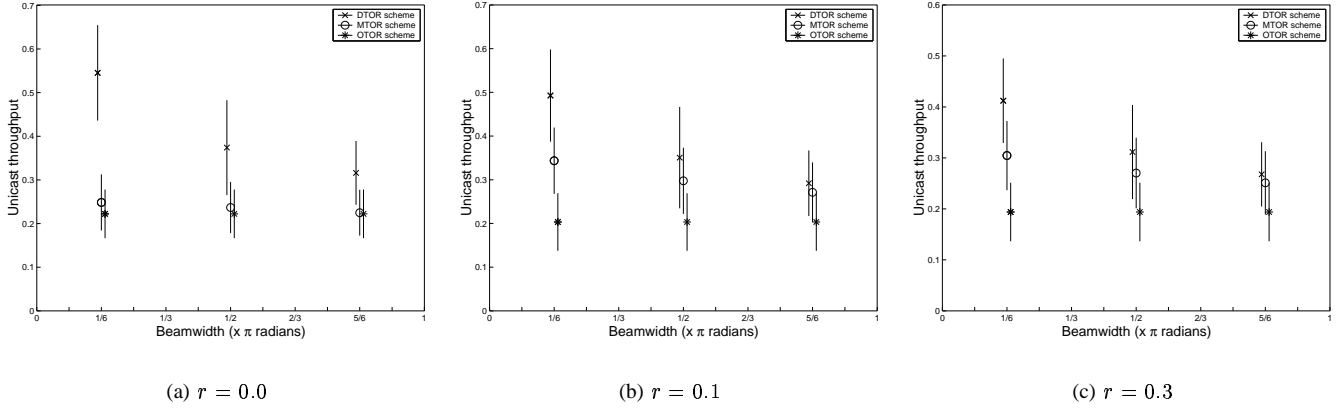 0.7
0.6
0.5
0.4
0.3
0.2
0.1
0
Unicast throughput
0 1/6 1/3 1/2 2/3 5/6 1
Beamwidth (x π radians)
DTOR scheme
MTOR scheme
OTOR scheme
(a) r = 0.0
0.7
0.6
0.5
0.4
0.3
0.2
0.1
0
Unicast throughput
0 1/6 1/3 1/2 2/3 5/6 1
Beamwidth (x π radians)
DTOR scheme
MTOR scheme
OTOR scheme
(b) r = 0.1
0.6
0.5
0.4
0.3
0.2
0.1
0
Unicast throughput
0 1/6 1/3 1/2 2/3 5/6 1
Beamwidth (x π radians)
DTOR scheme
MTOR scheme
OTOR scheme
(c) r = 0.3